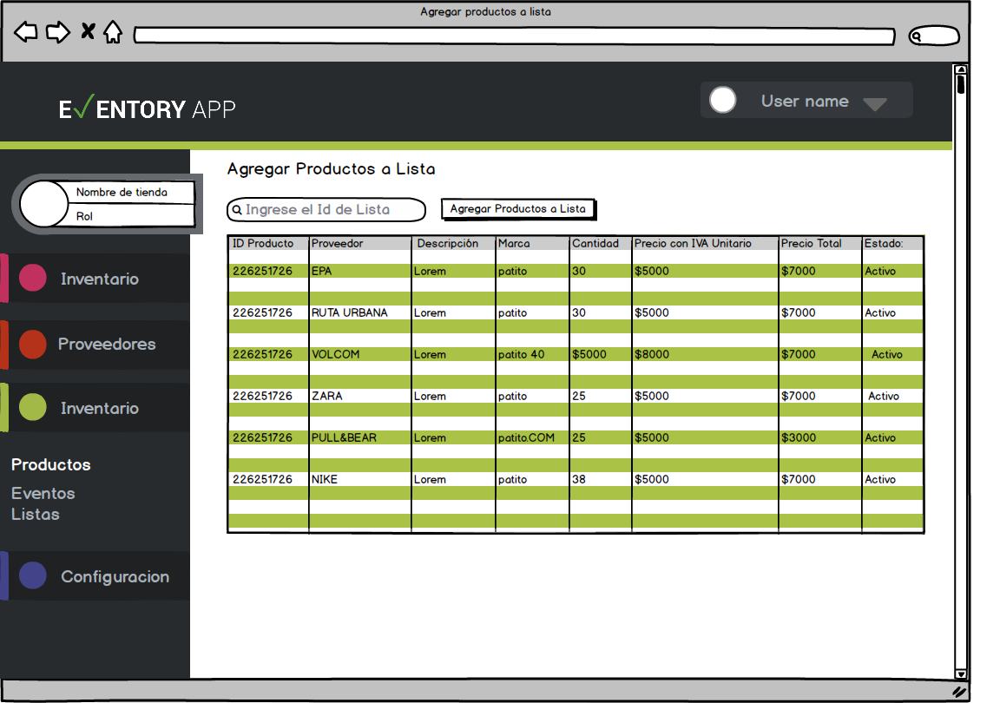 Agregar productos a lista
E✓ENTORY APP
User name
Nombre de tienda
Rol
Inventario
Proveedores
Inventario
Productos
Eventos
Listas
Configuracion
Agregar Productos a Lista
Ingrese el Id de Lista
Agregar Productos a Lista
ID Producto Proveedor Descripción Marca Cantidad Precio con IVA Unitario Precio Total Estado:
226251726 EPA Lorem patito 30 $5000 $7000 Activo
226251726 RUTA URBANA Lorem patito 30 $5000 $7000 Activo
226251726 VOLCOM Lorem patito 40 $5000 $8000 $7000 Activo
226251726 ZARA Lorem patito 25 $5000 $7000 Activo
226251726 PULL&BEAR Lorem patito.COM 25 $5000 $3000 Activo
226251726 NIKE Lorem patito 38 $5000 $7000 Activo